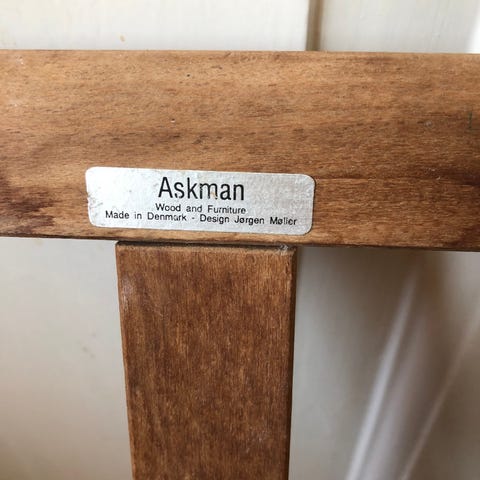 Askman
Wood and Furniture
Made in Denmark - Design Jørgen Møller